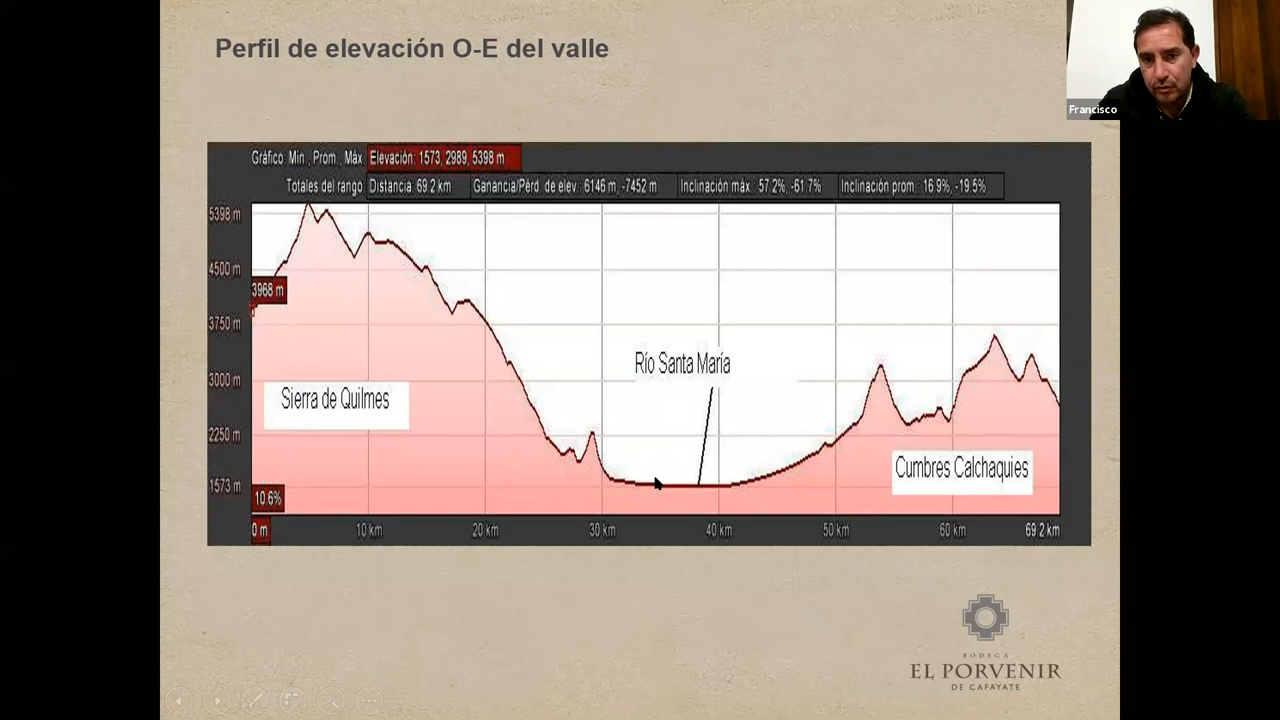 Perfil de elevación O-E del valle
Francisco
Gráfico: Min., Prom., Máx. Elevación: 1573, 2989, 5398 m
Totales del rango: Distancia: 69.2 km Ganancia/Pérd. de elev.: 6146 m, -7452 m Inclinación máx.: 57.2%, -61.7% Inclinación prom.: 16.9%, -19.5%
5398 m
4500 m
3968 m
3750 m
Río Santa María
3000 m
Sierra de Quilmes
2250 m
Cumbres Calchaquies
1573 m
10.6%
0 m 10 km 20 km 30 km 40 km 50 km 60 km 69.2 km
BODEGA
EL PORVENIR
DE CAFAYATE